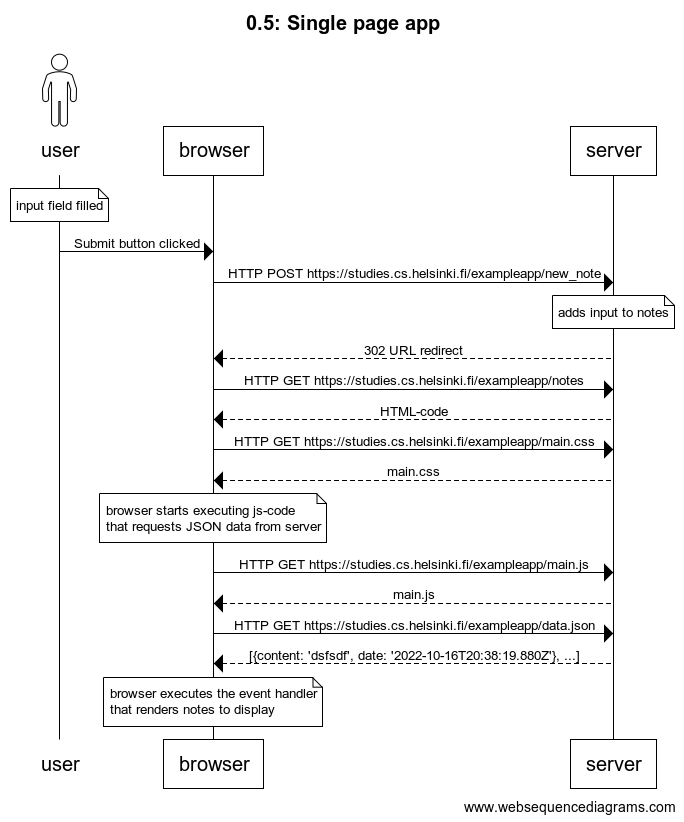 0.5: Single page app
user
browser
server
input field filled
Submit button clicked
HTTP POST https://studies.cs.helsinki.fi/exampleapp/new_note
adds input to notes
302 URL redirect
HTTP GET https://studies.cs.helsinki.fi/exampleapp/notes
HTML-code
HTTP GET https://studies.cs.helsinki.fi/exampleapp/main.css
main.css
browser starts executing js-code
that requests JSON data from server
HTTP GET https://studies.cs.helsinki.fi/exampleapp/main.js
main.js
HTTP GET https://studies.cs.helsinki.fi/exampleapp/data.json
[{content: 'dsfsdf', date: '2022-10-16T20:38:19.880Z'}, ...]
browser executes the event handler
that renders notes to display
user
browser
server
www.websequencediagrams.com